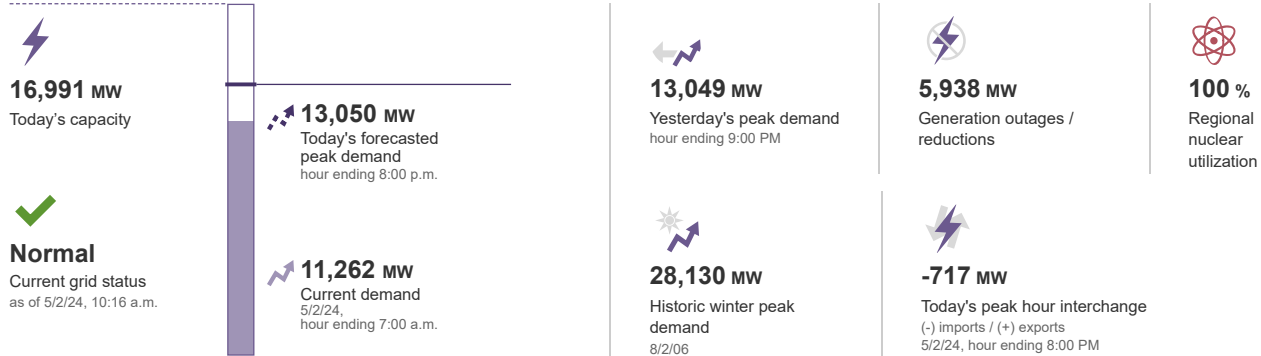 16,991 MW
Today's capacity
Normal
Current grid status
as of 5/2/24, 10:16 a.m.
13,050 MW
Today's forecasted
peak demand
hour ending 8:00 p.m.
11,262 MW
Current demand
5/2/24,
hour ending 7:00 a.m.
13,049 MW
Yesterday's peak demand
hour ending 9:00 PM
5,938 MW
Generation outages /
reductions
100 %
Regional
nuclear
utilization
28,130 MW
Historic winter peak
demand
8/2/06
-717 MW
Today's peak hour interchange
(-) imports / (+) exports
5/2/24, hour ending 8:00 PM